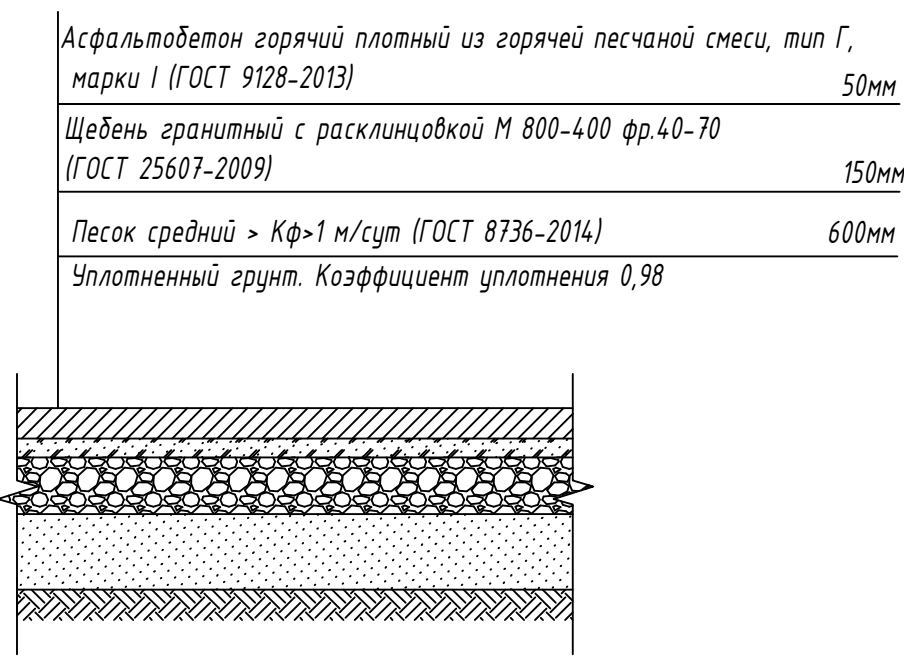 Асфальтобетон горячий плотный из горячей песчаной смеси, тип Г,
марки I (ГОСТ 9128-2013) 50мм
Щебень гранитный с расклинцовкой М 800-400 фр.40-70
(ГОСТ 25607-2009) 150мм
Песок средний > Кф>1 м/сут (ГОСТ 8736-2014) 600мм
Уплотненный грунт. Коэффициент уплотнения 0,98